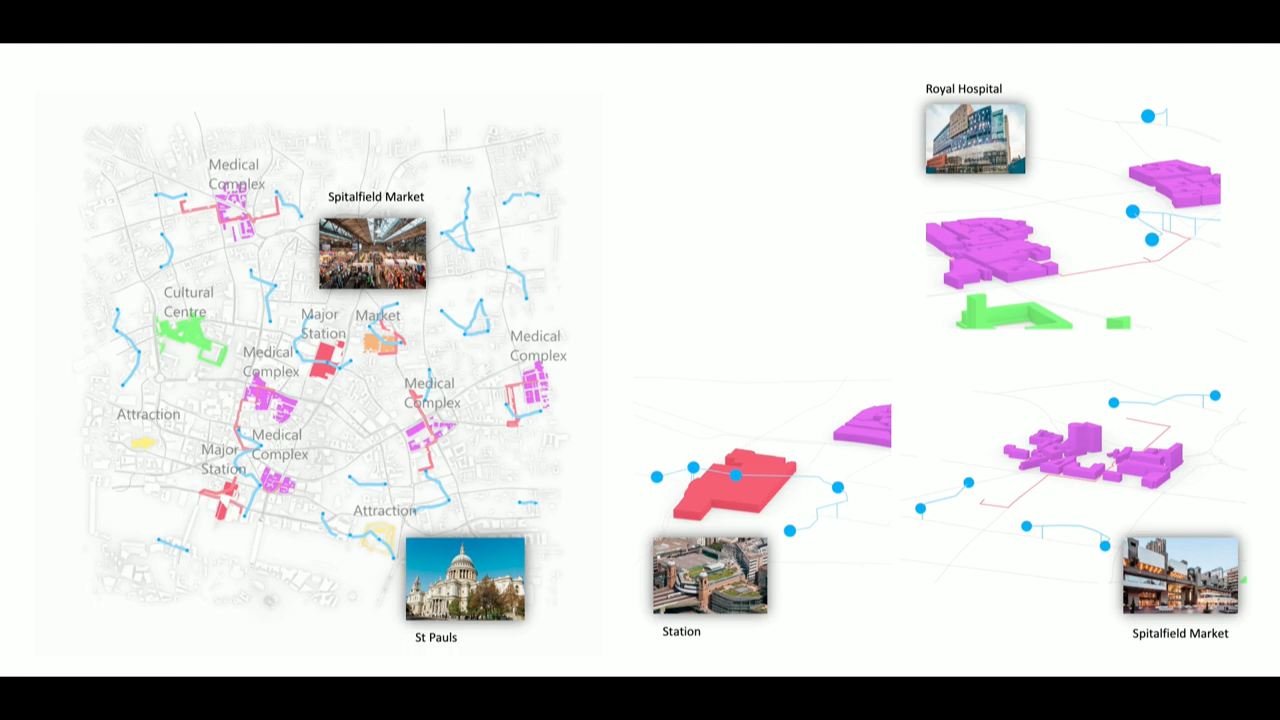 Royal Hospital
Medical
Complex
Spitalfield Market
Cultural
Centre
Major
Station
Market
Medical
Complex
Medical
Complex
Medical
Complex
Attraction
Medical
Complex
Major
Station
Attraction
St Pauls
Station
Spitalfield Market